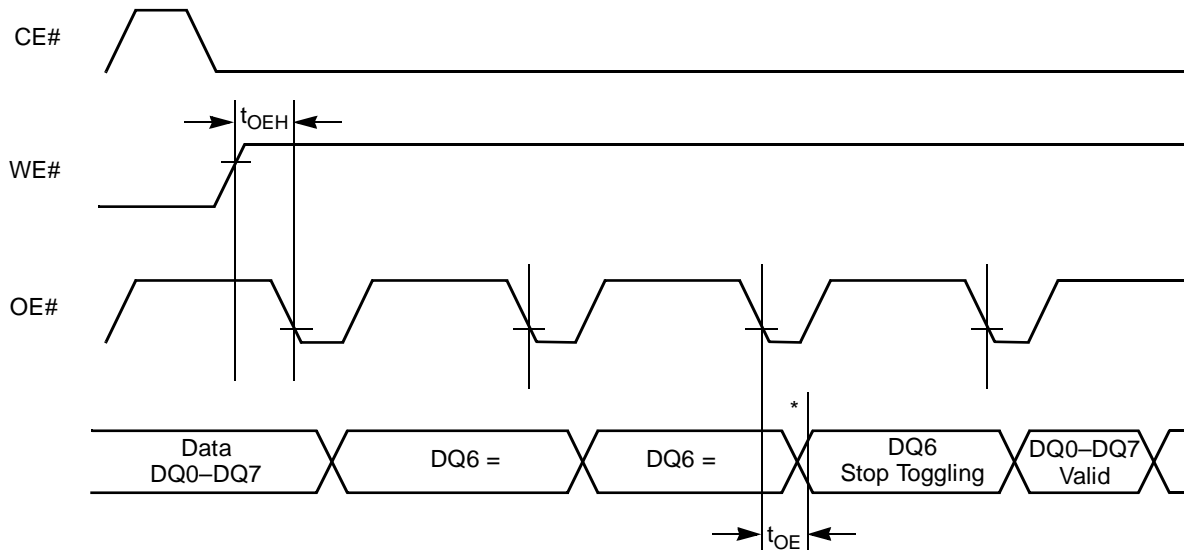 CE#
tOEH
WE#
OE#
*
Data
DQ0–DQ7
DQ6 =
DQ6 =
DQ6
Stop Toggling
DQ0–DQ7
Valid
tOE